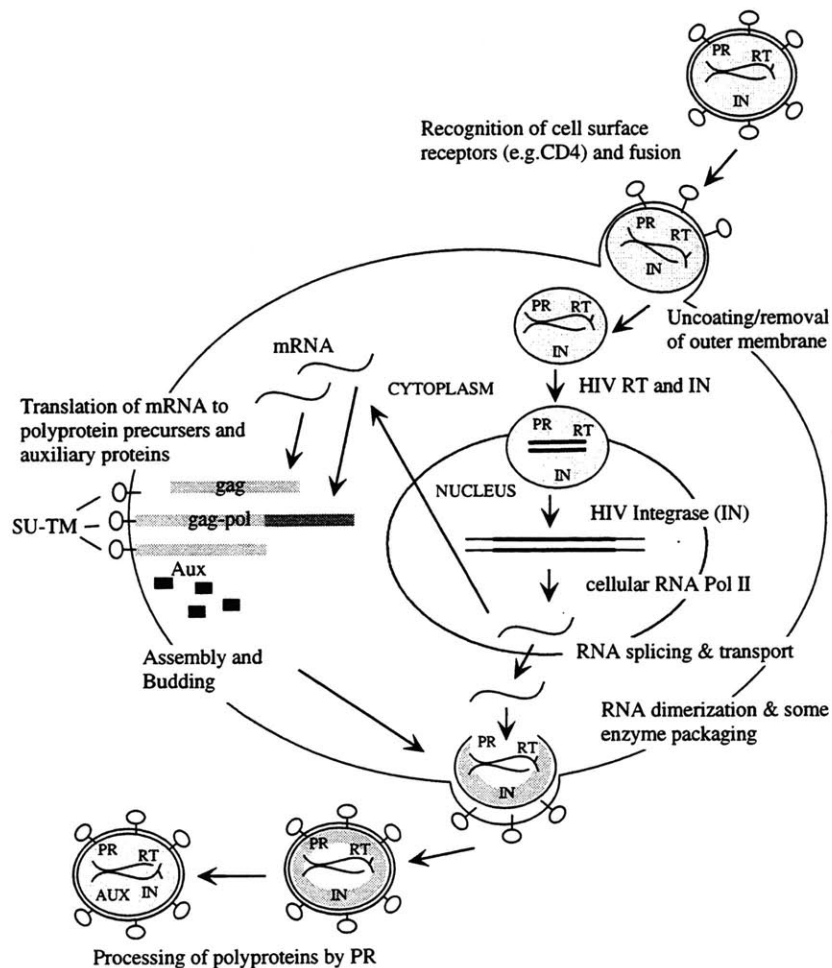 PR
RT
IN
Recognition of cell surface
receptors (e.g.CD4) and fusion
PR
RT
IN
PR RT
IN
Uncoating/removal
of outer membrane
mRNA
CYTOPLASM
HIV RT and IN
Translation of mRNA to
polyprotein precursers and
auxiliary proteins
PR
RT
IN
gag
NUCLEUS
SU-TM
gag-pol
HIV Integrase (IN)
Aux
cellular RNA Pol II
Assembly and
Budding
RNA splicing & transport
RNA dimerization & some
enzyme packaging
PR
RT
IN
PR
RT
AUX IN
PR
RT
IN
Processing of polyproteins by PR